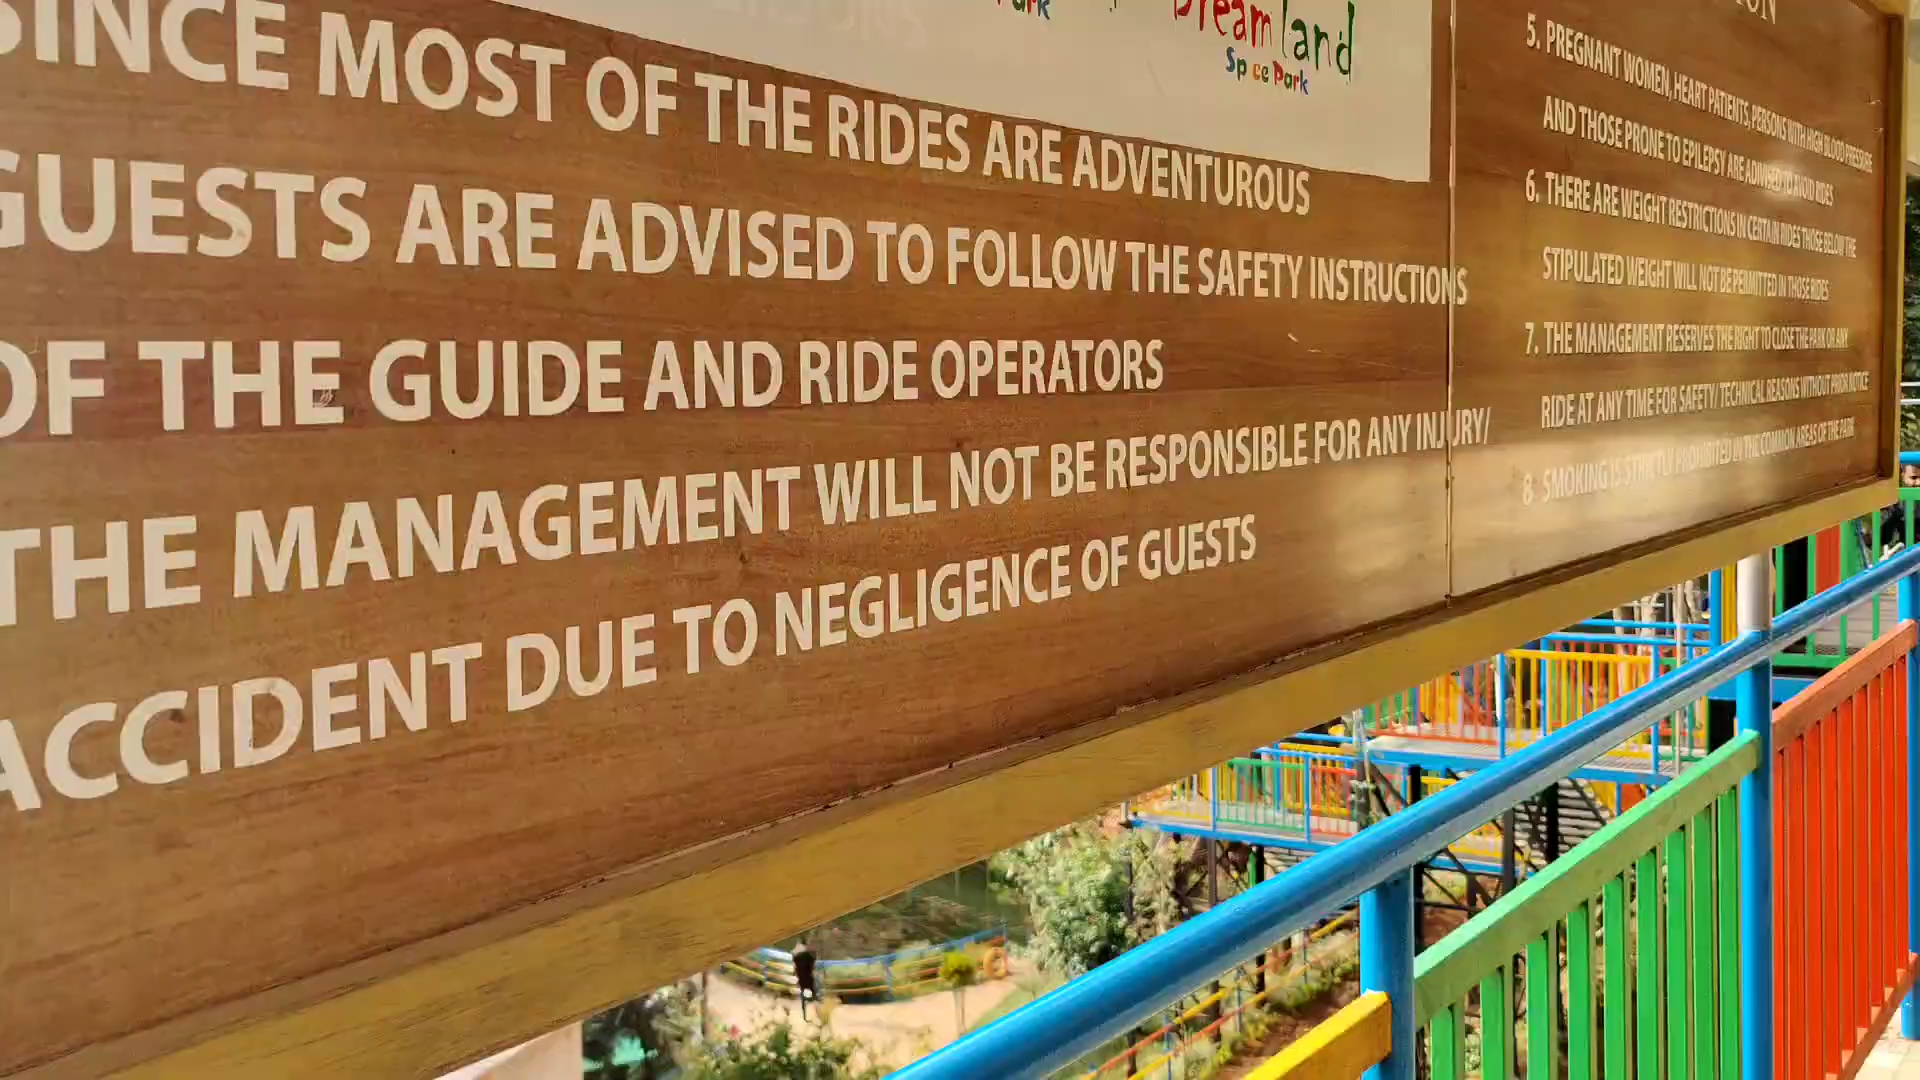 Park
Dreamland
Spice Park
SINCE MOST OF THE RIDES ARE ADVENTUROUS
GUESTS ARE ADVISED TO FOLLOW THE SAFETY INSTRUCTIONS
OF THE GUIDE AND RIDE OPERATORS
THE MANAGEMENT WILL NOT BE RESPONSIBLE FOR ANY INJURY/
ACCIDENT DUE TO NEGLIGENCE OF GUESTS
5. PREGNANT WOMEN, HEART PATIENTS, PERSONS WITH HIGH BLOOD PRESSURE
AND THOSE PRONE TO EPILEPSY ARE ADIVISED TO AVOID RIDES
6. THERE ARE WEIGHT RESTRICTIONS IN CERTAIN RIDES THOSE BELOW THE
STIPULATED WEIGHT WILL NOT BE PERMITTED IN THOSE RIDES
7. THE MANAGEMENT RESERVES THE RIGHT TO CLOSE THE PARK OR ANY
RIDE AT ANY TIME FOR SAFETY/ TECHNICAL REASONS WITHOUT PRIOR NOTICE
8 SMOKING IS STRICTLY PROHIBITED IN THE COMMON AREAS OF THE PARK